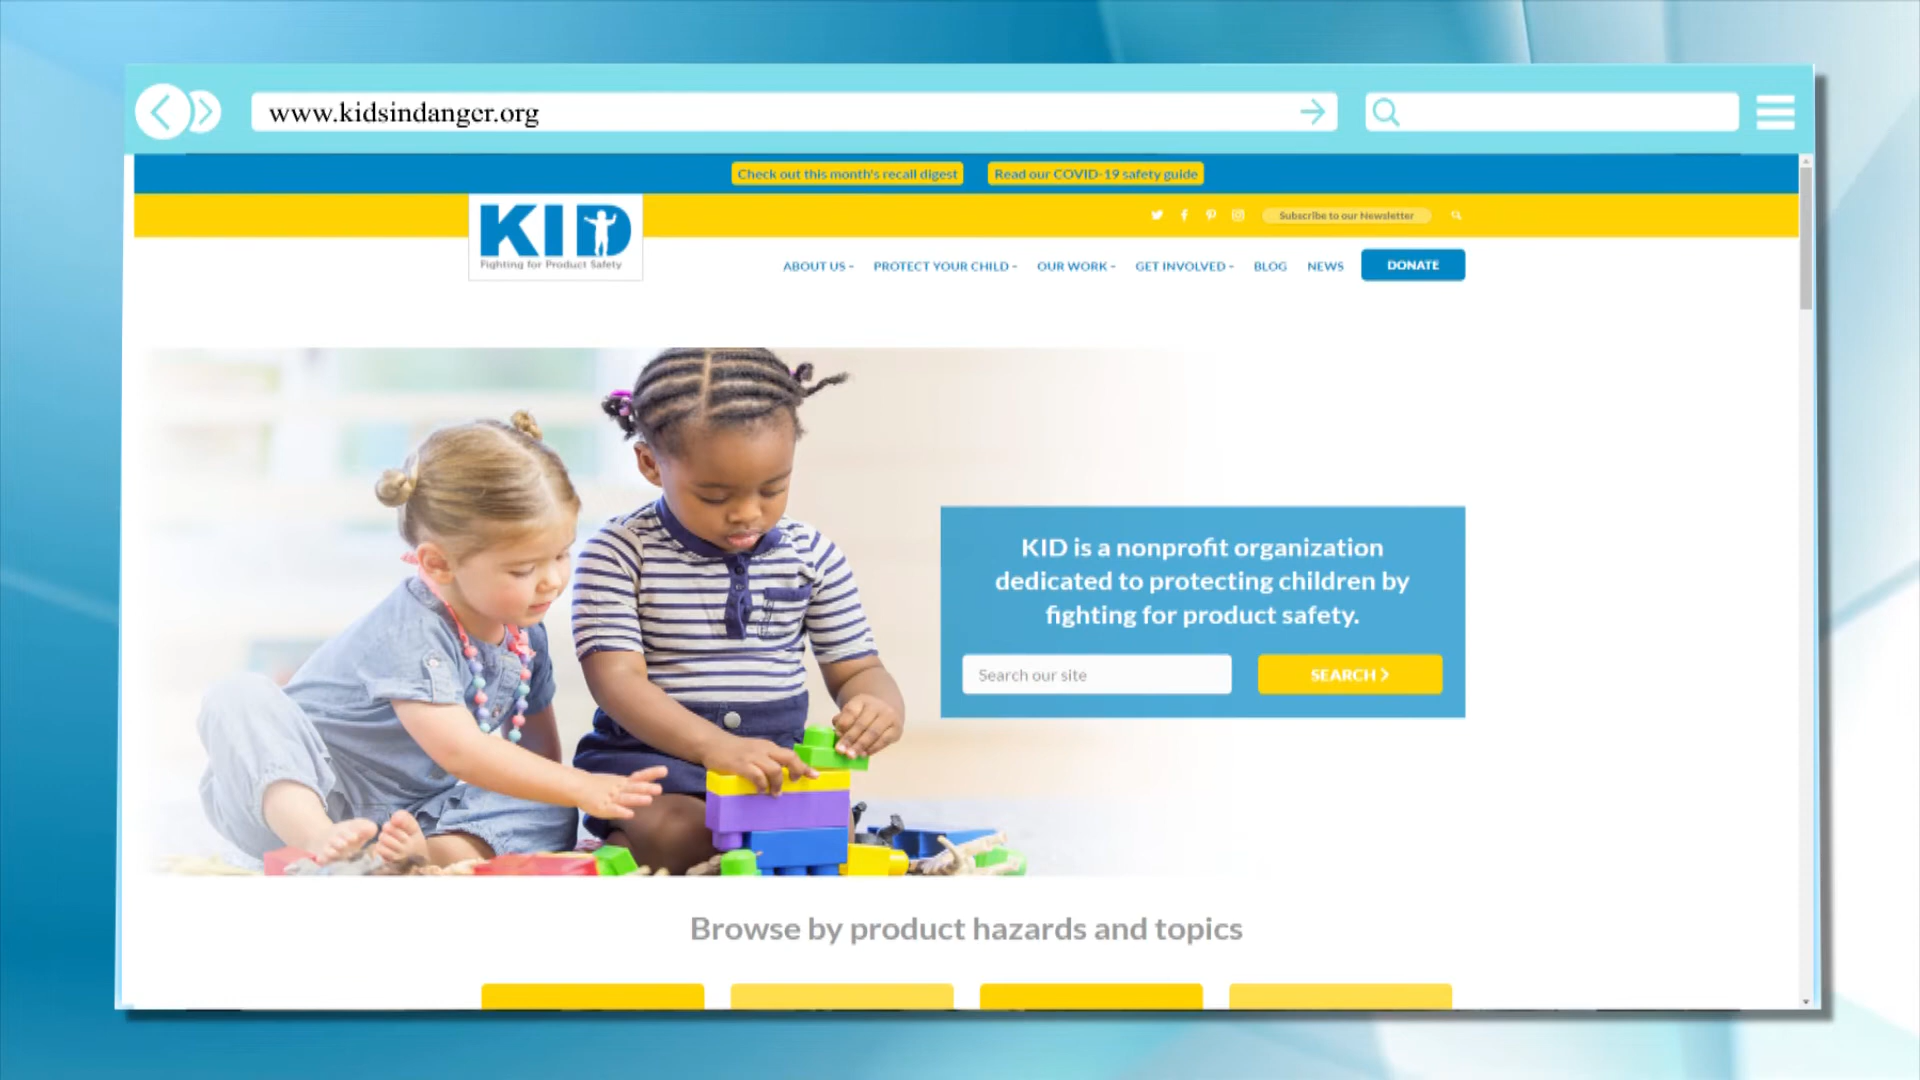 www.kidsindanger.org
Check out this month's recall digest
Read our COVID-19 safety guide
KID
Fighting for Product Safety
Subscribe to our Newsletter
ABOUT US - PROTECT YOUR CHILD - OUR WORK - GET INVOLVED - BLOG NEWS DONATE
KID is a nonprofit organization
dedicated to protecting children by
fighting for product safety.
Search our site
SEARCH >
Browse by product hazards and topics